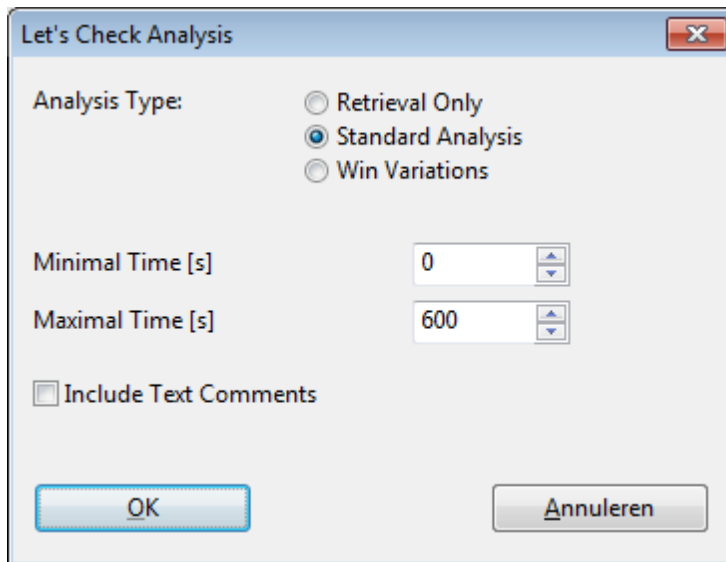 Let's Check Analysis
Analysis Type:
Retrieval Only
Standard Analysis
Win Variations
Minimal Time [s] 0
Maximal Time [s] 600
Include Text Comments
OK Annuleren